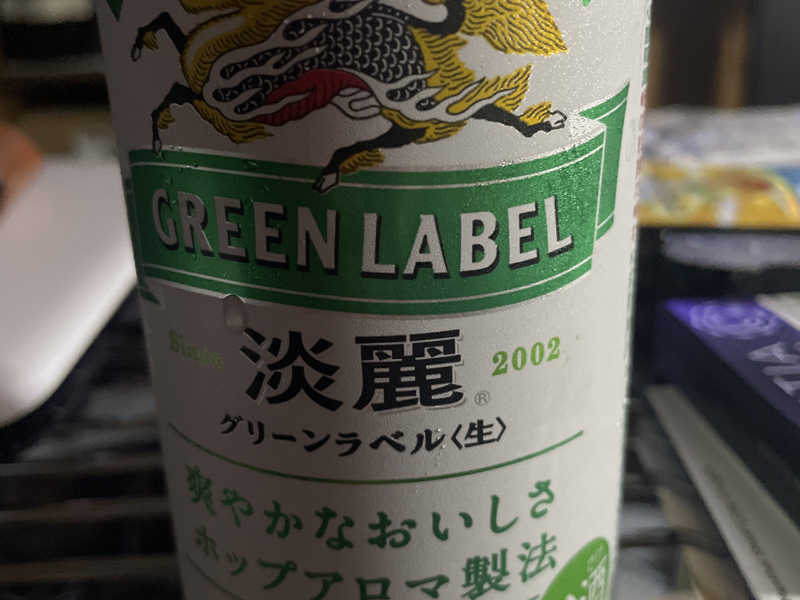 GREEN LABEL
Since 淡麗® 2002
グリーンラベル〈生〉
爽やかなおいしさ
ホップアロマ製法